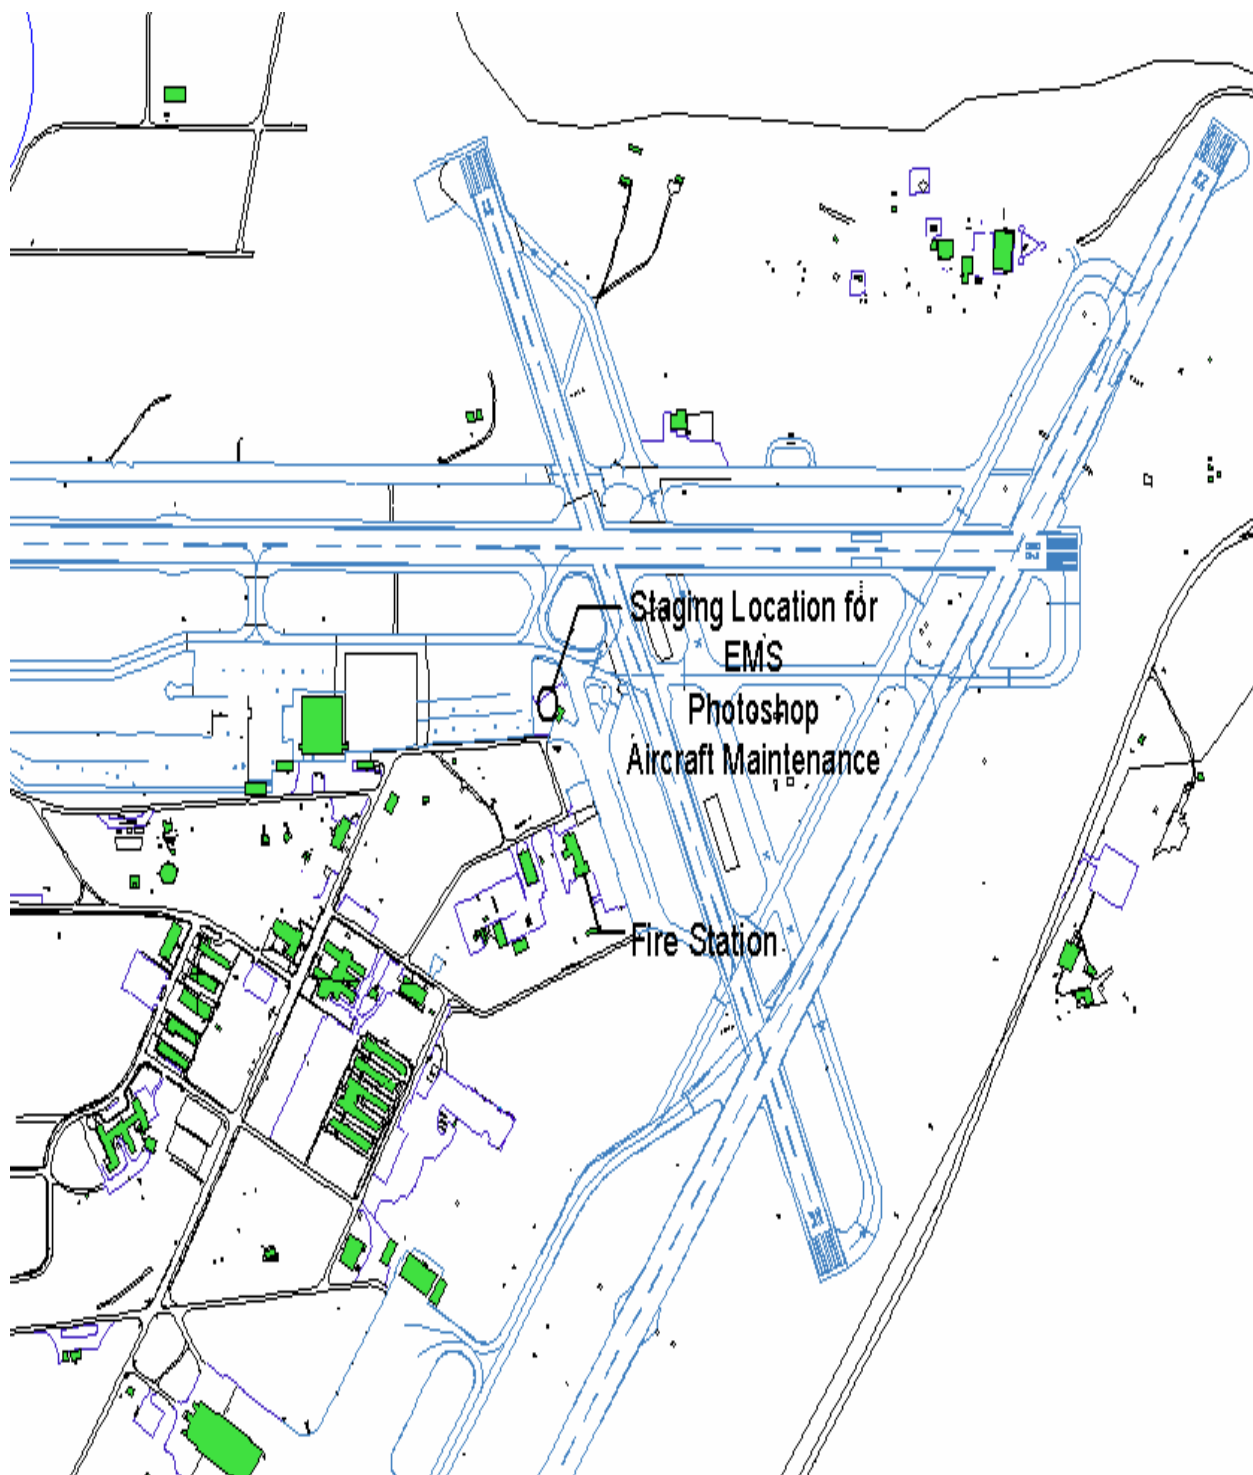 Staging Location for
EMS
Photoshop
Aircraft Maintenance
Fire Station